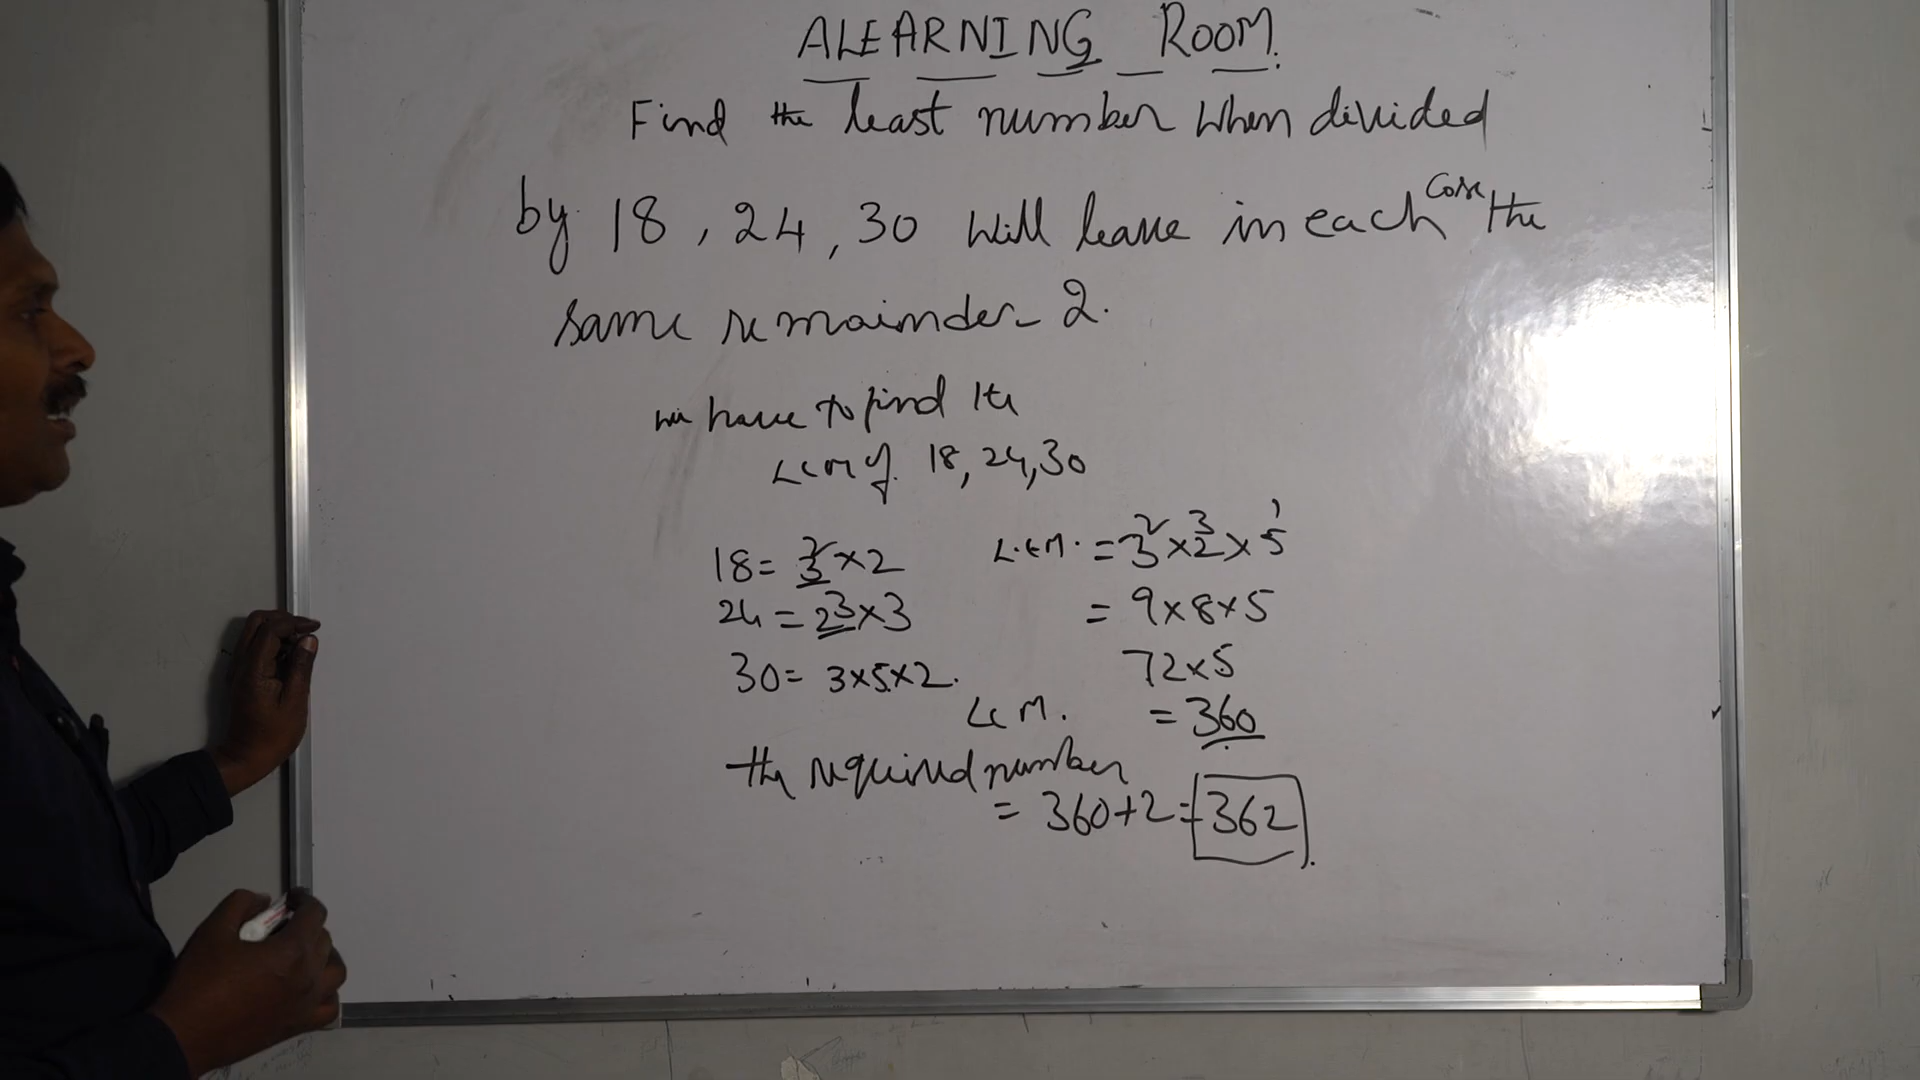 ALEARNING ROOM.
Find the least number when divided
by 18, 24, 30 will leave in each case the
same remainder 2.
we have to find the
LCM of 18, 24, 30
18 = 3² × 2
24 = 2³ × 3
30 = 3×5×2.
L.C.M. = 3² × 2³ × 5¹
= 9×8×5
72×5
LCM. = 360
the required number
= 360+2 = 362